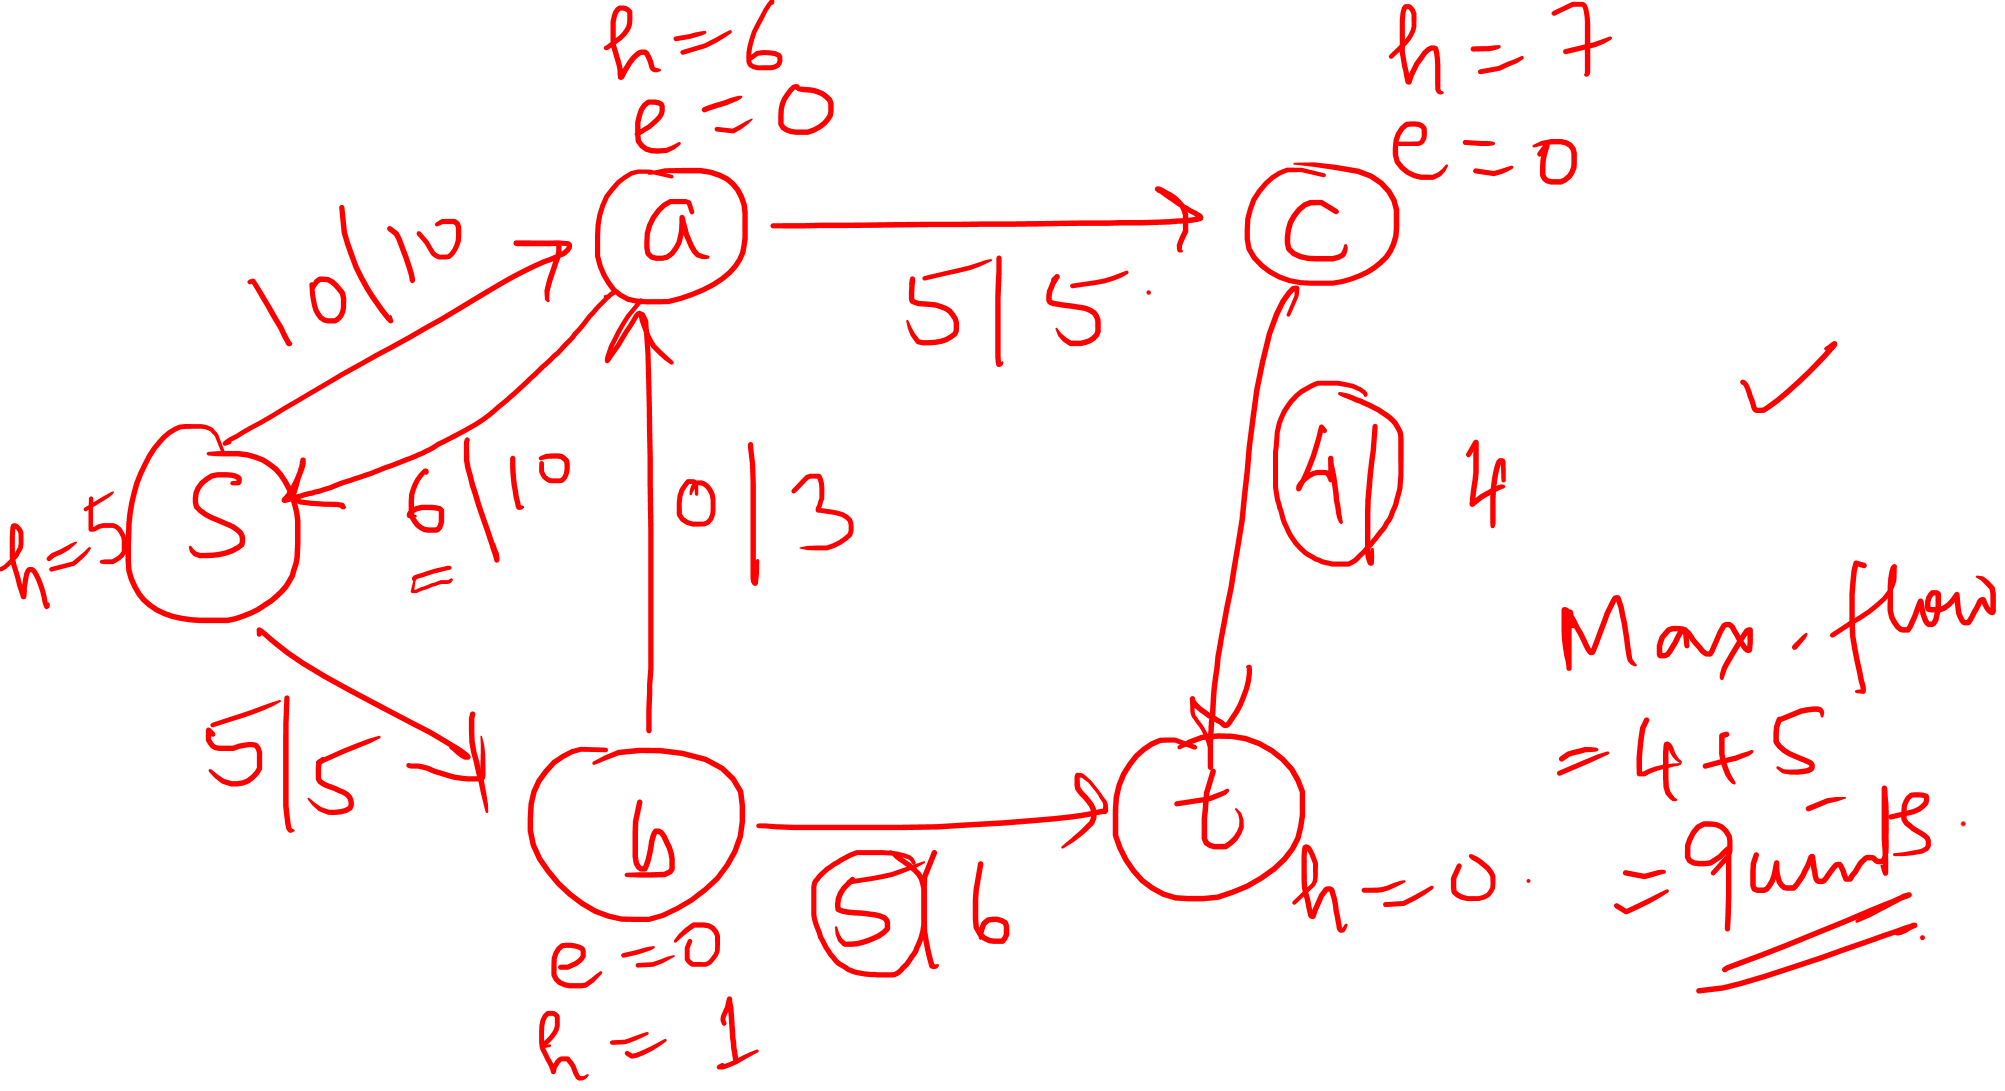 h=6
e=0
h=7
e=0
a
c
10/10
5|5
S
h=5
6/10
=
0|3
4|4
Max. flow
=4+5
=9units.
5|5
b
t
h=0.
5|6
e=0
h=1